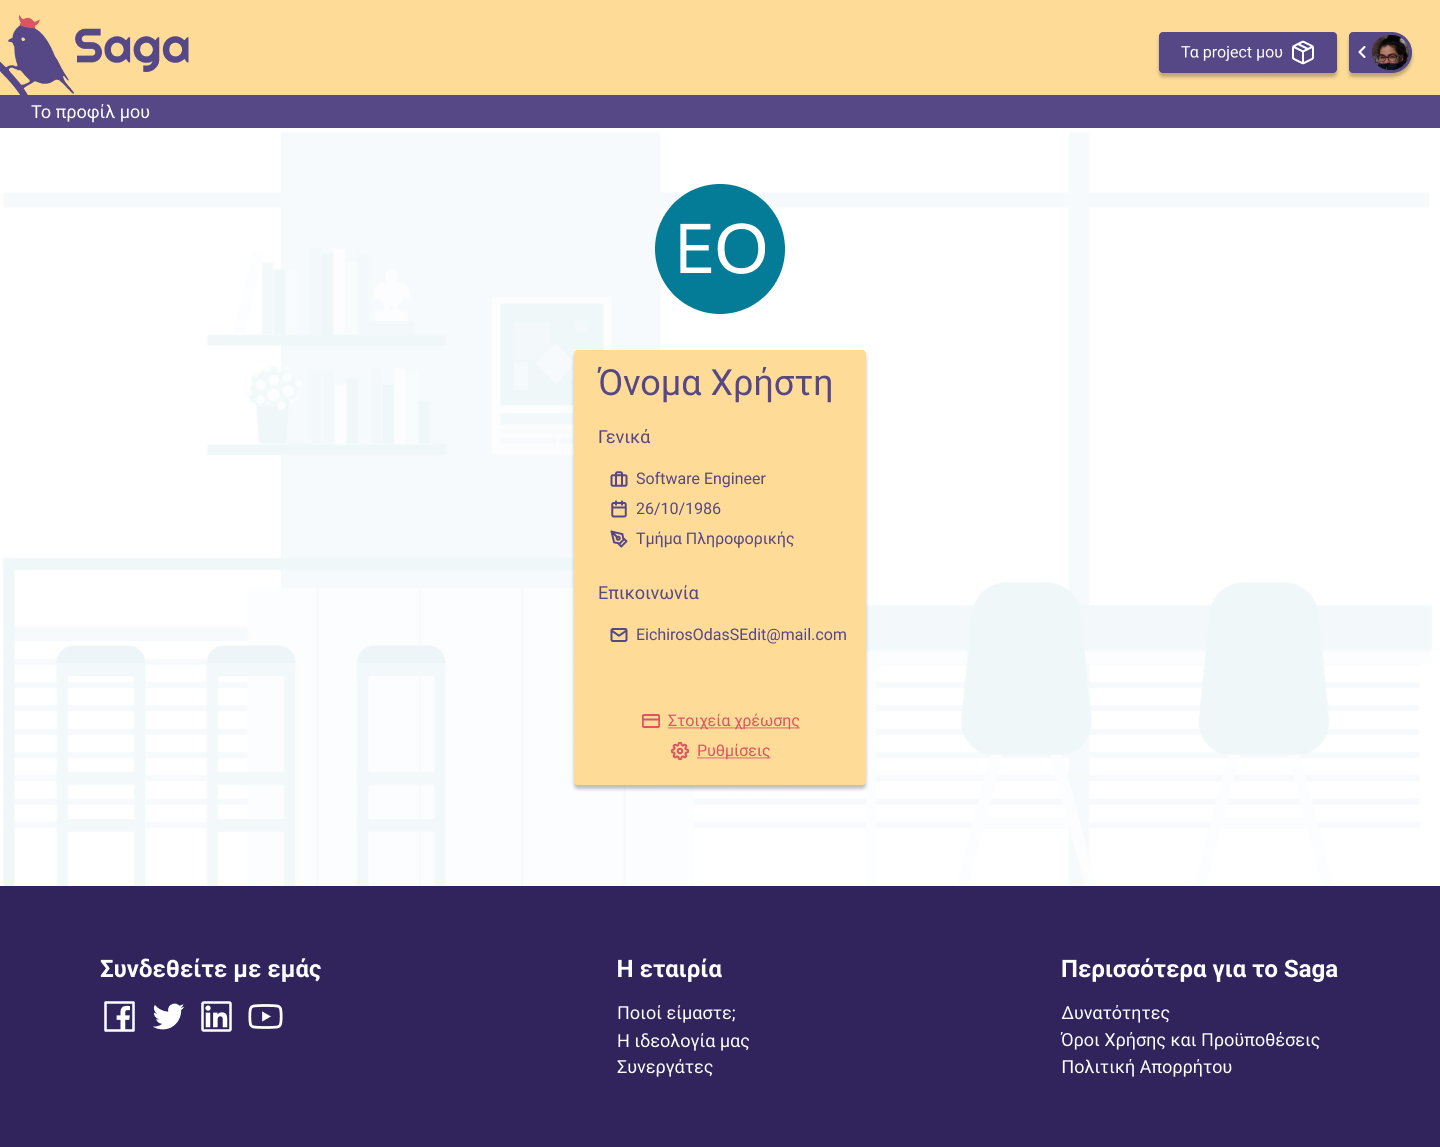 Saga
Τα project μου
Το προφίλ μου
EO
Όνομα Χρήστη
Γενικά
Software Engineer
26/10/1986
Τμήμα Πληροφορικής
Επικοινωνία
EichirosOdasSEdit@mail.com
Στοιχεία χρέωσης
Ρυθμίσεις
Συνδεθείτε με εμάς
Η εταιρία
Ποιοί είμαστε;
Η ιδεολογία μας
Συνεργάτες
Περισσότερα για το Saga
Δυνατότητες
Όροι Χρήσης και Προϋποθέσεις
Πολιτική Απορρήτου